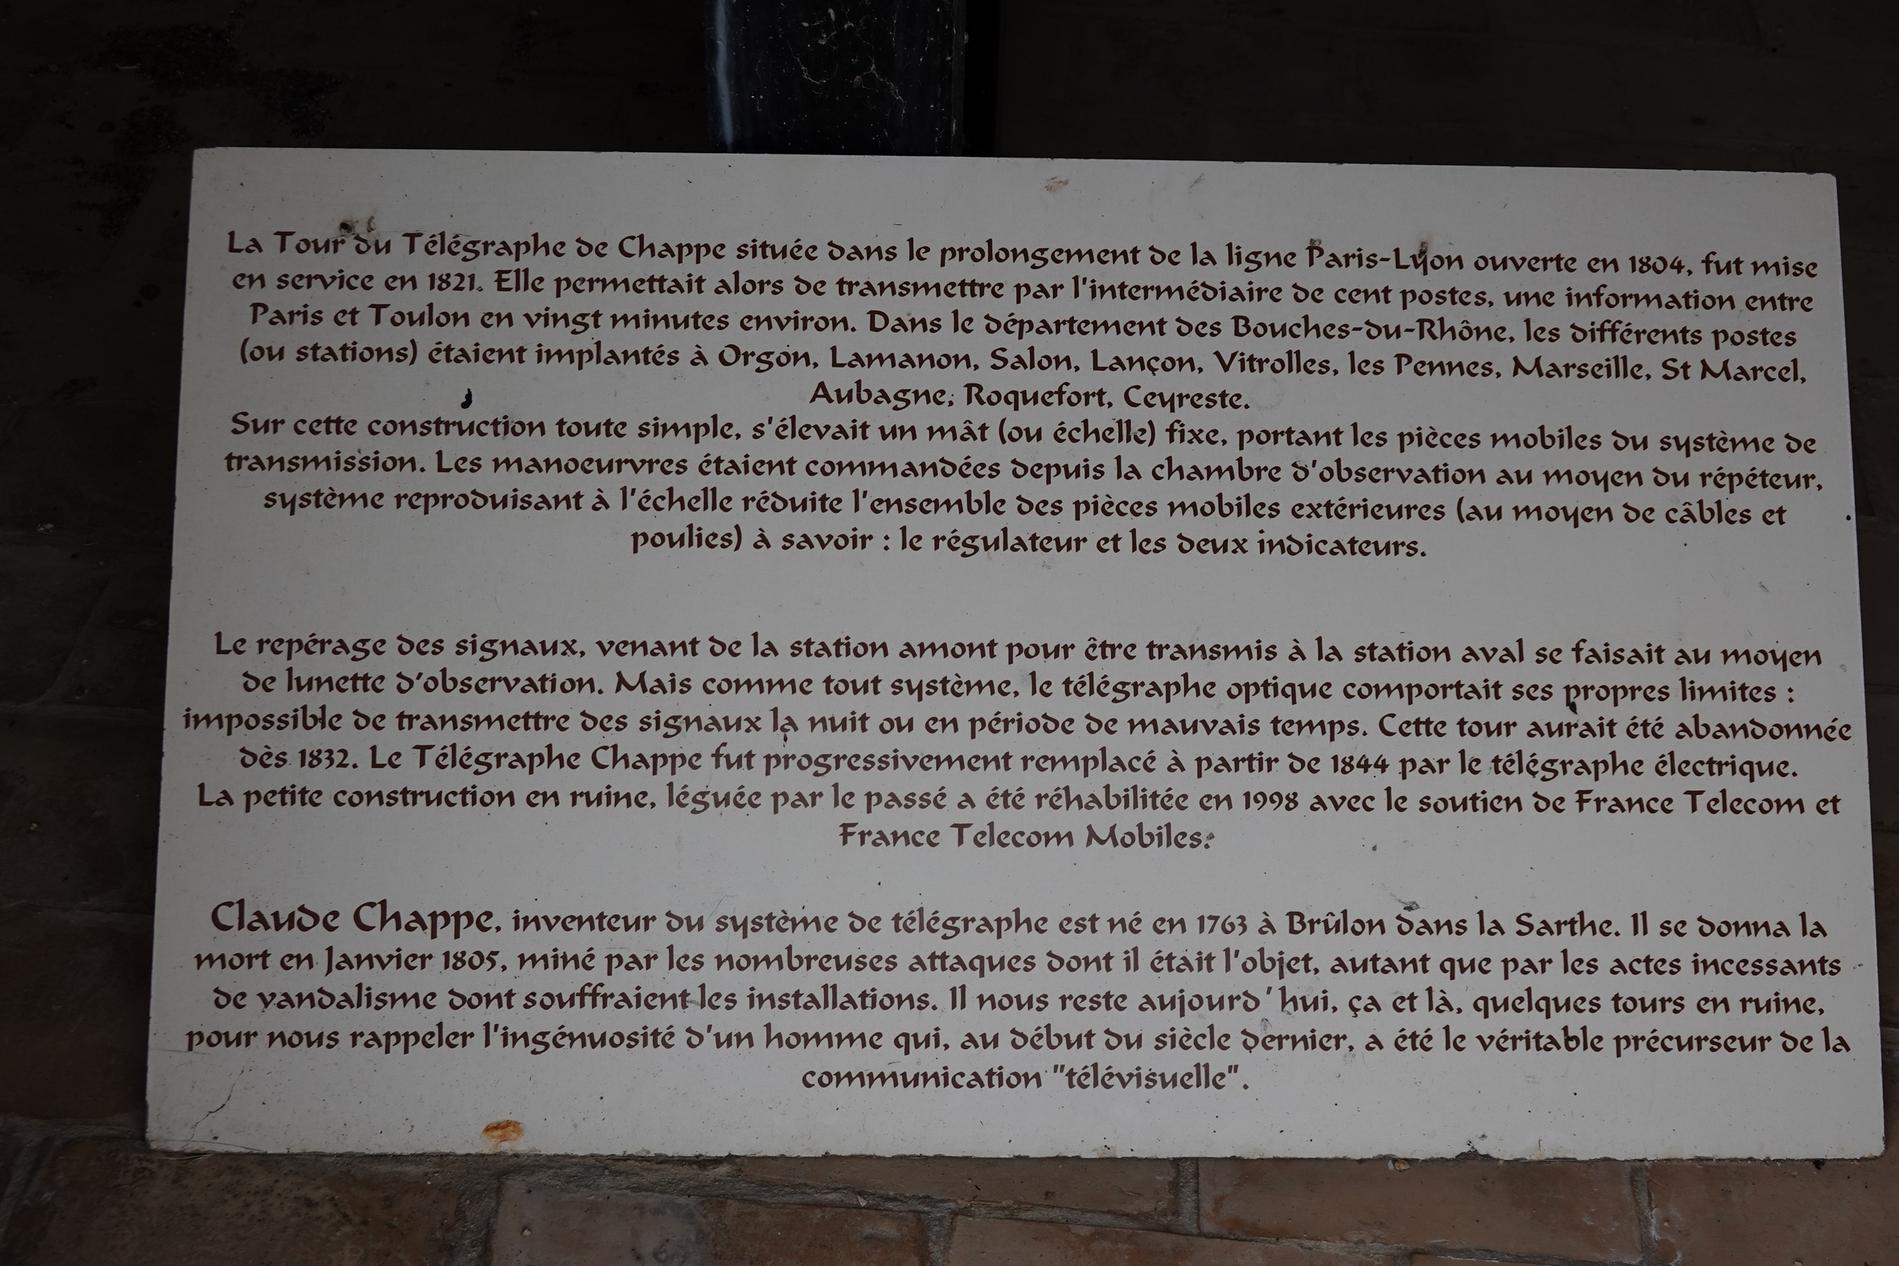 La Tour du Télégraphe de Chappe située dans le prolongement de la ligne Paris-Lyon ouverte en 1804, fut mise
en service en 1821. Elle permettait alors de transmettre par l'intermédiaire de cent postes, une information entre
Paris et Toulon en vingt minutes environ. Dans le département des Bouches-du-Rhône, les différents postes
(ou stations) étaient implantés à Orgon, Lamanon, Salon, Lançon, Vitrolles, les Pennes, Marseille, St Marcel,
Aubagne, Roquefort, Ceyreste.
Sur cette construction toute simple, s'élevait un mât (ou échelle) fixe, portant les pièces mobiles du système de
transmission. Les manoeurvres étaient commandées depuis la chambre d'observation au moyen du répéteur,
système reproduisant à l'échelle réduite l'ensemble des pièces mobiles extérieures (au moyen de câbles et
poulies) à savoir : le régulateur et les deux indicateurs.
Le repérage des signaux, venant de la station amont pour être transmis à la station aval se faisait au moyen
de lunette d'observation. Mais comme tout système, le télégraphe optique comportait ses propres limites :
impossible de transmettre des signaux la nuit ou en période de mauvais temps. Cette tour aurait été abandonnée
dès 1832. Le Télégraphe Chappe fut progressivement remplacé à partir de 1844 par le télégraphe électrique.
La petite construction en ruine, léguée par le passé a été réhabilitée en 1998 avec le soutien de France Telecom et
France Telecom Mobiles.
Claude Chappe, inventeur du système de télégraphe est né en 1763 à Brûlon dans la Sarthe. Il se donna la
mort en Janvier 1805, miné par les nombreuses attaques dont il était l'objet, autant que par les actes incessants
de vandalisme dont souffraient les installations. Il nous reste aujourd'hui, ça et là, quelques tours en ruine,
pour nous rappeler l'ingénuosité d'un homme qui, au début du siècle dernier, a été le véritable précurseur de la
communication "télévisuelle".